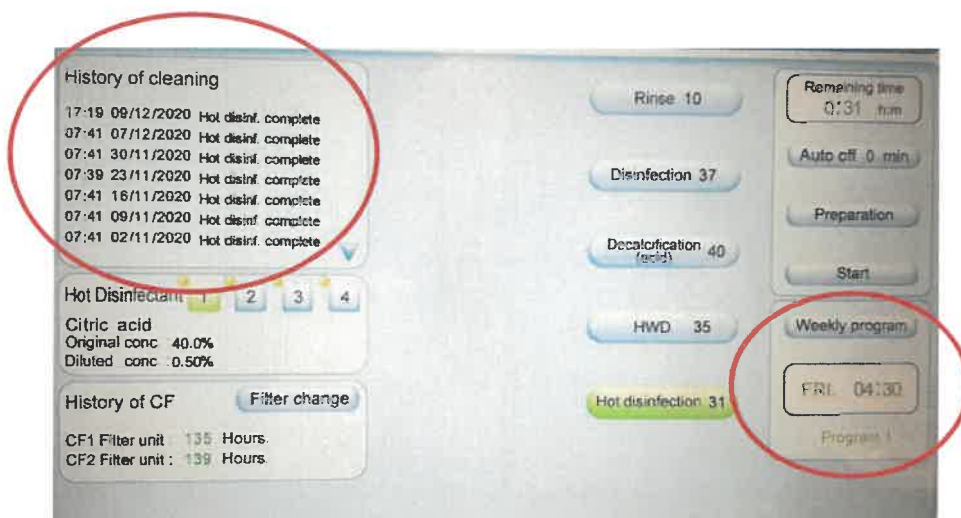 History of cleaning
17:19 09/12/2020 Hot disinf. complete
07:41 07/12/2020 Hot disinf. complete
07:41 30/11/2020 Hot disinf. complete
07:39 23/11/2020 Hot disinf. complete
07:41 16/11/2020 Hot disinf. complete
07:41 09/11/2020 Hot disinf. complete
07:41 02/11/2020 Hot disinf. complete
Hot Disinfectant 1 2 3 4
Citric acid
Original conc 40.0%
Diluted conc 0.50%
History of CF Filter change
CF1 Filter unit : 135 Hours.
CF2 Filter unit : 139 Hours.
Rinse 10
Disinfection 37
Decalcification 40
(acid)
HWD 35
Hot disinfection 31
Remaining time
0:31 h:m
Auto off 0 min
Preparation
Start
Weekly program
FRI. 04:30
Program 1